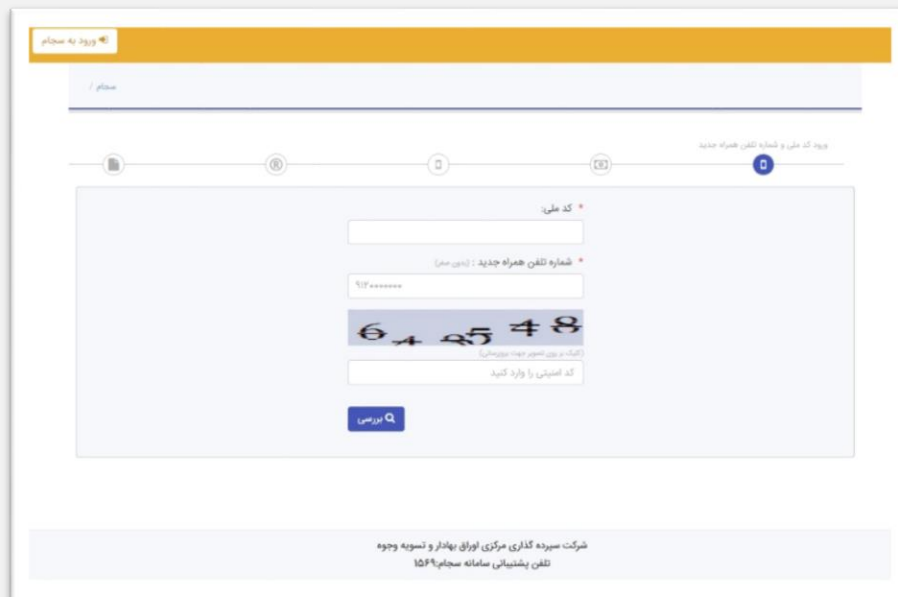 ورود به سجام
سجام /
ورود کد ملی و شماره تلفن همراه جدید
* کد ملی:
* شماره تلفن همراه جدید : (بدون صفر)
۹۱۲۰۰۰۰۰۰۰
(کلیک بر روی تصویر جهت بروزرسانی)
کد امنیتی را وارد کنید
بررسی
شرکت سپرده گذاری مرکزی اوراق بهادار و تسویه وجوه
تلفن پشتیبانی سامانه سجام:۱۵۶۹